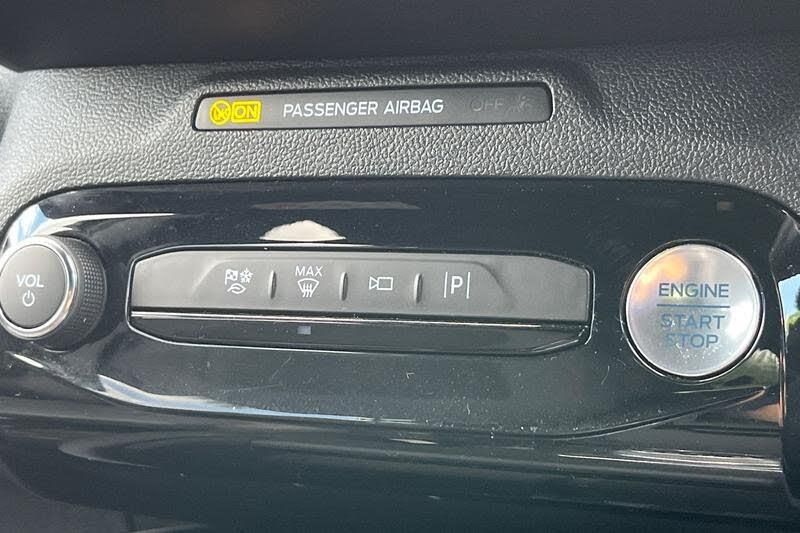 ON PASSENGER AIRBAG OFF
VOL
MAX
P
ENGINE
START
STOP